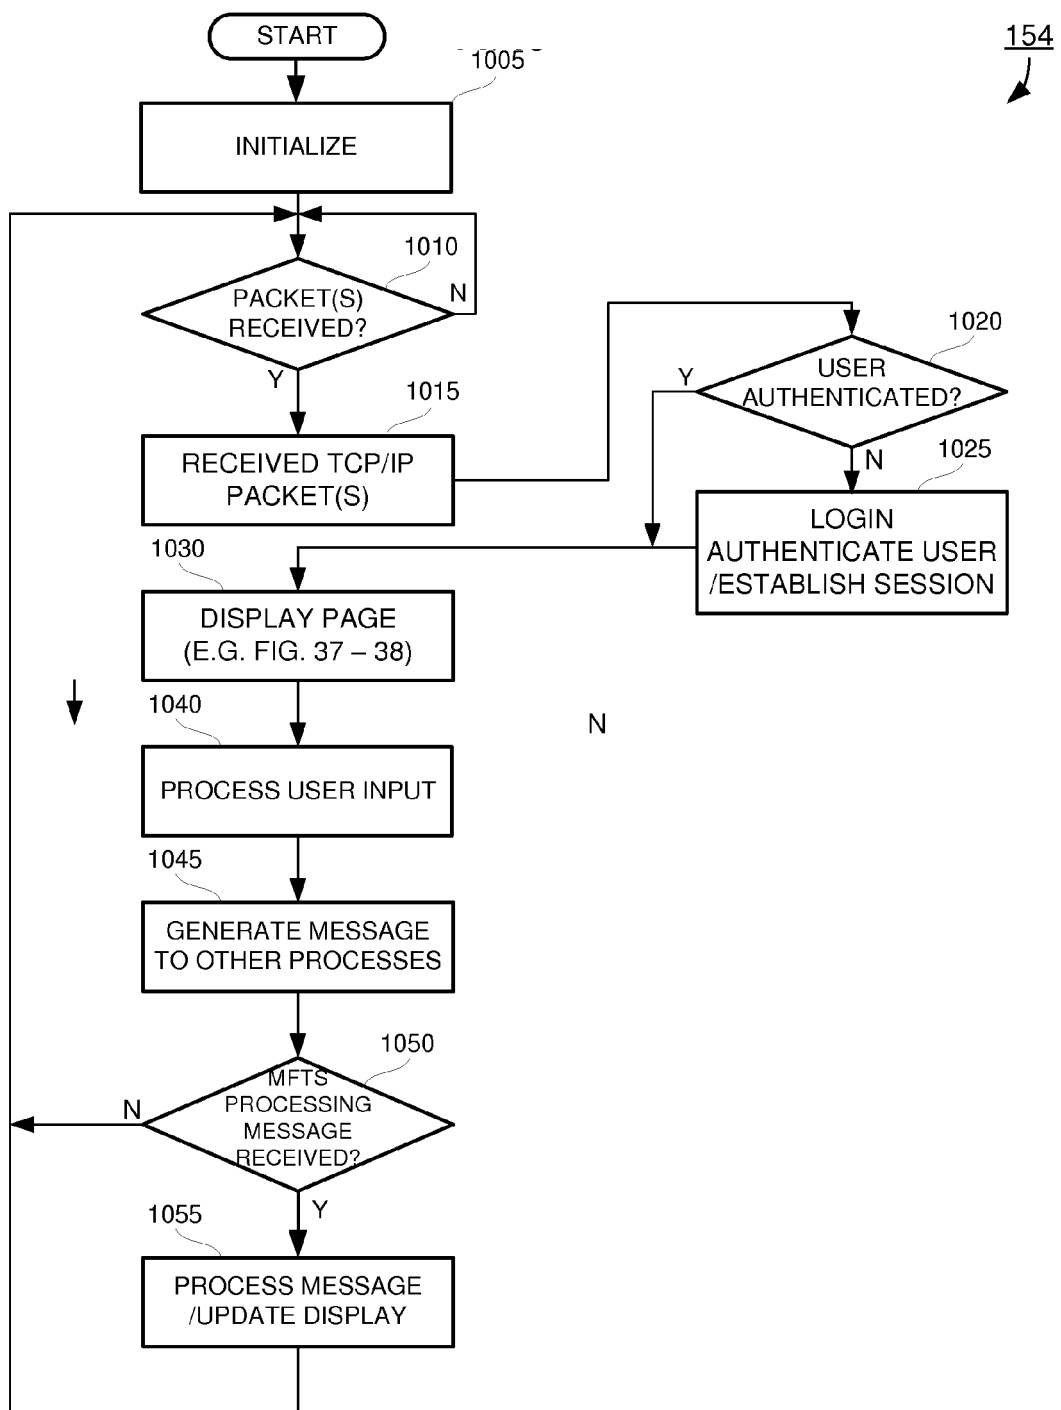 START
154
1005
INITIALIZE
1010
PACKET(S)
RECEIVED?
N
Y
1020
USER
AUTHENTICATED?
Y
N
1015
RECEIVED TCP/IP
PACKET(S)
1025
LOGIN
AUTHENTICATE USER
/ESTABLISH SESSION
1030
DISPLAY PAGE
(E.G. FIG. 37 – 38)
1040
N
PROCESS USER INPUT
1045
GENERATE MESSAGE
TO OTHER PROCESSES
1050
MFTS
PROCESSING
MESSAGE
RECEIVED?
N
Y
1055
PROCESS MESSAGE
/UPDATE DISPLAY